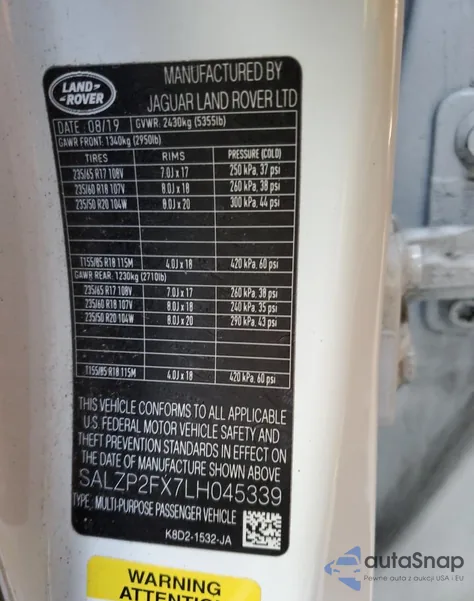 LAND ROVER
MANUFACTURED BY
JAGUAR LAND ROVER LTD
DATE 08/19 GVWR: 2430kg (5355lb)
GAWR FRONT: 1340kg (2950lb)
TIRES RIMS PRESSURE (COLD)
235/65 R17 108V 7.0J x 17 250 kPa, 37 psi
235/60 R18 107V 8.0J x 18 260 kPa, 38 psi
235/50 R20 104W 8.0J x 20 300 kPa, 44 psi
T155/85 R18 115M 4.0J x 18 420 kPa, 60 psi
GAWR REAR: 1230kg (2710lb)
235/65 R17 108V 7.0J x 17 260 kPa, 38 psi
235/60 R18 107V 8.0J x 18 240 kPa, 35 psi
235/50 R20 104W 8.0J x 20 290 kPa, 43 psi
T155/85 R18 115M 4.0J x 18 420 kPa, 60 psi
THIS VEHICLE CONFORMS TO ALL APPLICABLE
U.S. FEDERAL MOTOR VEHICLE SAFETY AND
THEFT PREVENTION STANDARDS IN EFFECT ON
THE DATE OF MANUFACTURE SHOWN ABOVE
SALZP2FX7LH045339
TYPE: MULTI-PURPOSE PASSENGER VEHICLE
K8D2-1532-JA
WARNING
ATTENTION
autoSnap
Pewne auta z aukcji USA i EU